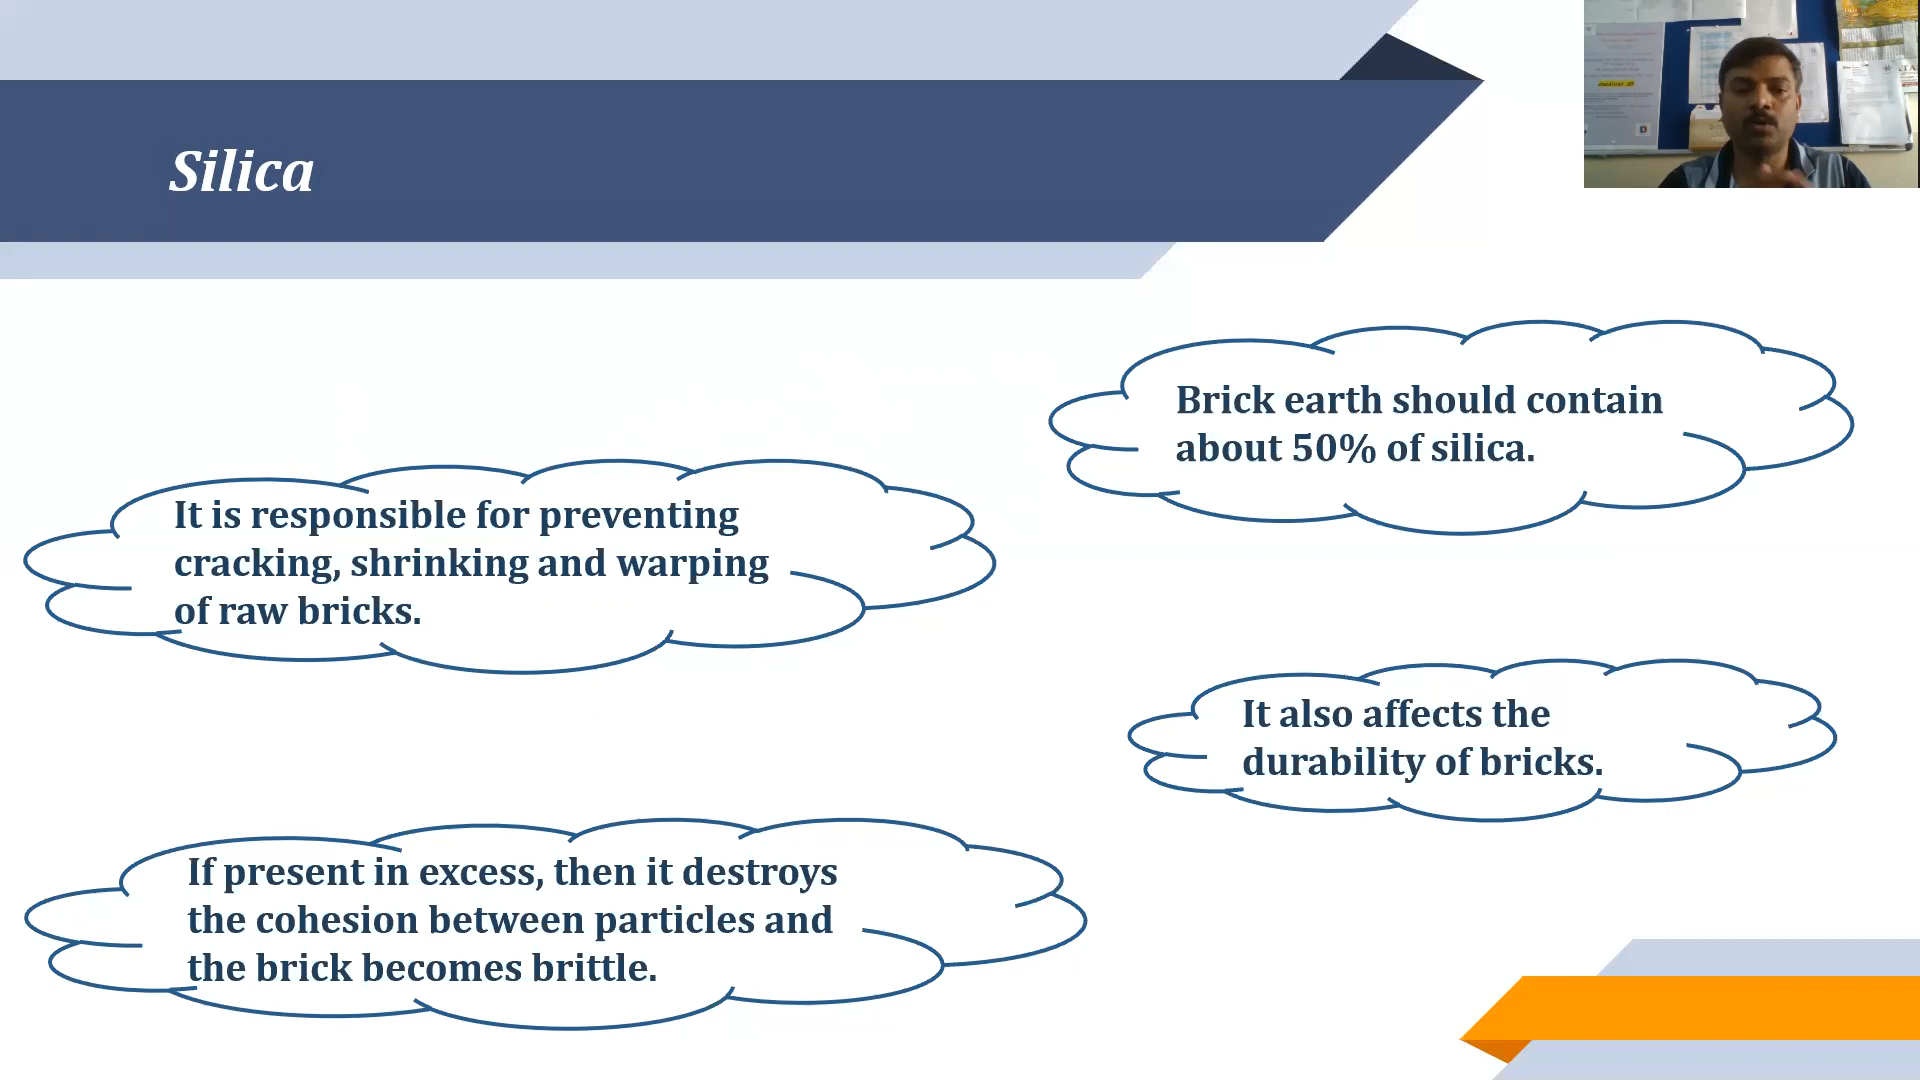 Silica
Brick earth should contain
about 50% of silica.
It is responsible for preventing
cracking, shrinking and warping
of raw bricks.
It also affects the
durability of bricks.
If present in excess, then it destroys
the cohesion between particles and
the brick becomes brittle.